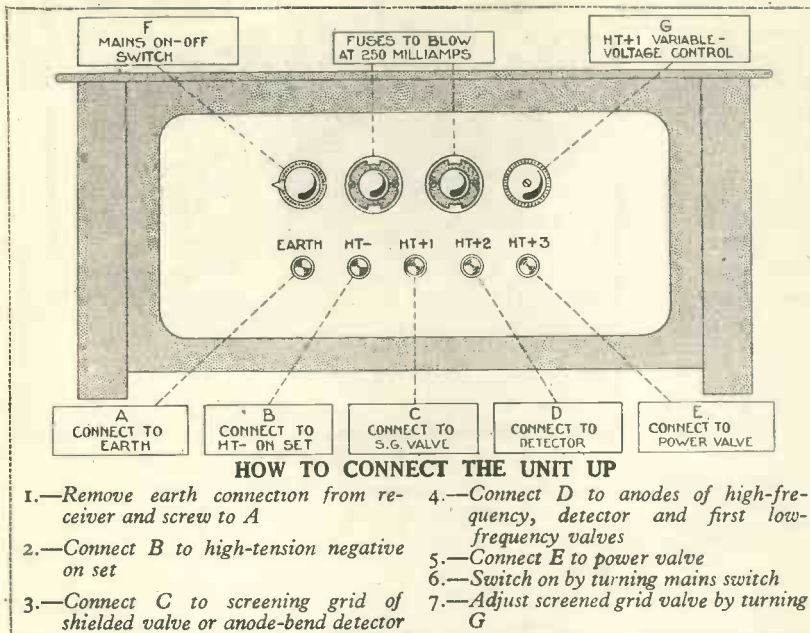 F
MAINS ON-OFF
SWITCH
FUSES TO BLOW
AT 250 MILLIAMPS
G
HT+1 VARIABLE-
VOLTAGE CONTROL
EARTH HT- HT+1 HT+2 HT+3
A
CONNECT TO
EARTH
B
CONNECT TO
HT- ON SET
C
CONNECT TO
S.G. VALVE
D
CONNECT TO
DETECTOR
E
CONNECT TO
POWER VALVE
HOW TO CONNECT THE UNIT UP
1.—Remove earth connection from re-
ceiver and screw to A
2.—Connect B to high-tension negative
on set
3.—Connect C to screening grid of
shielded valve or anode-bend detector
4.—Connect D to anodes of high-fre-
quency, detector and first low-
frequency valves
5.—Connect E to power valve
6.—Switch on by turning mains switch
7.—Adjust screened grid valve by turning
G